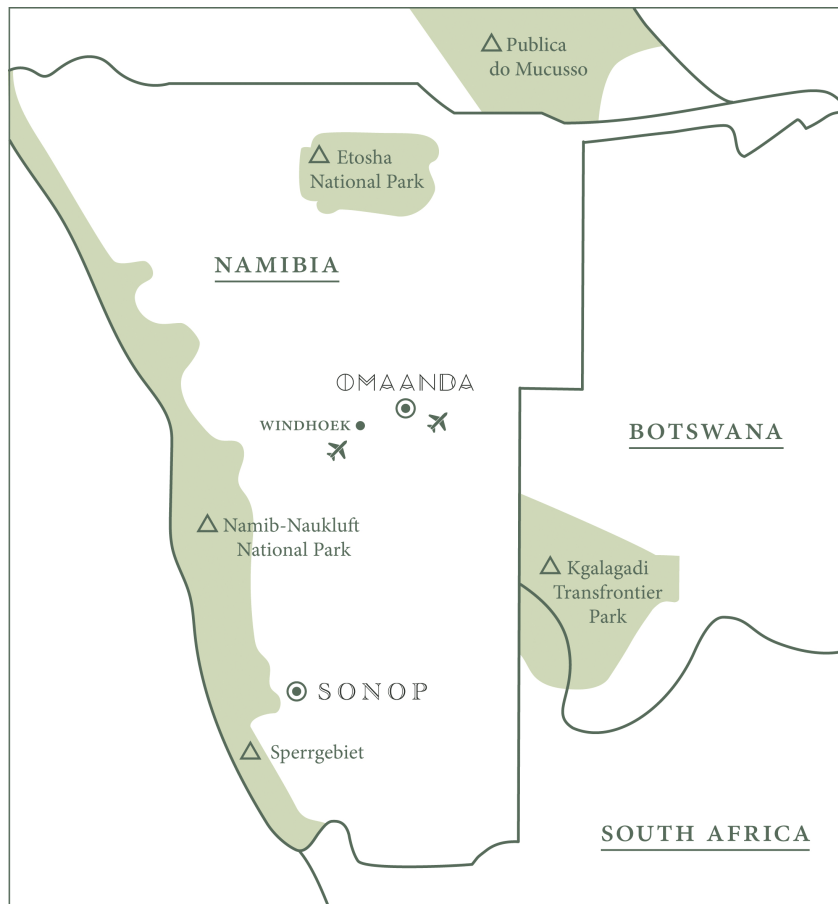 Publica
do Mucusso
Etosha
National Park
NAMIBIA
OMAANDA
WINDHOEK
BOTSWANA
Namib-Naukluft
National Park
Kgalagadi
Transfrontier
Park
SONOP
Sperrgebiet
SOUTH AFRICA